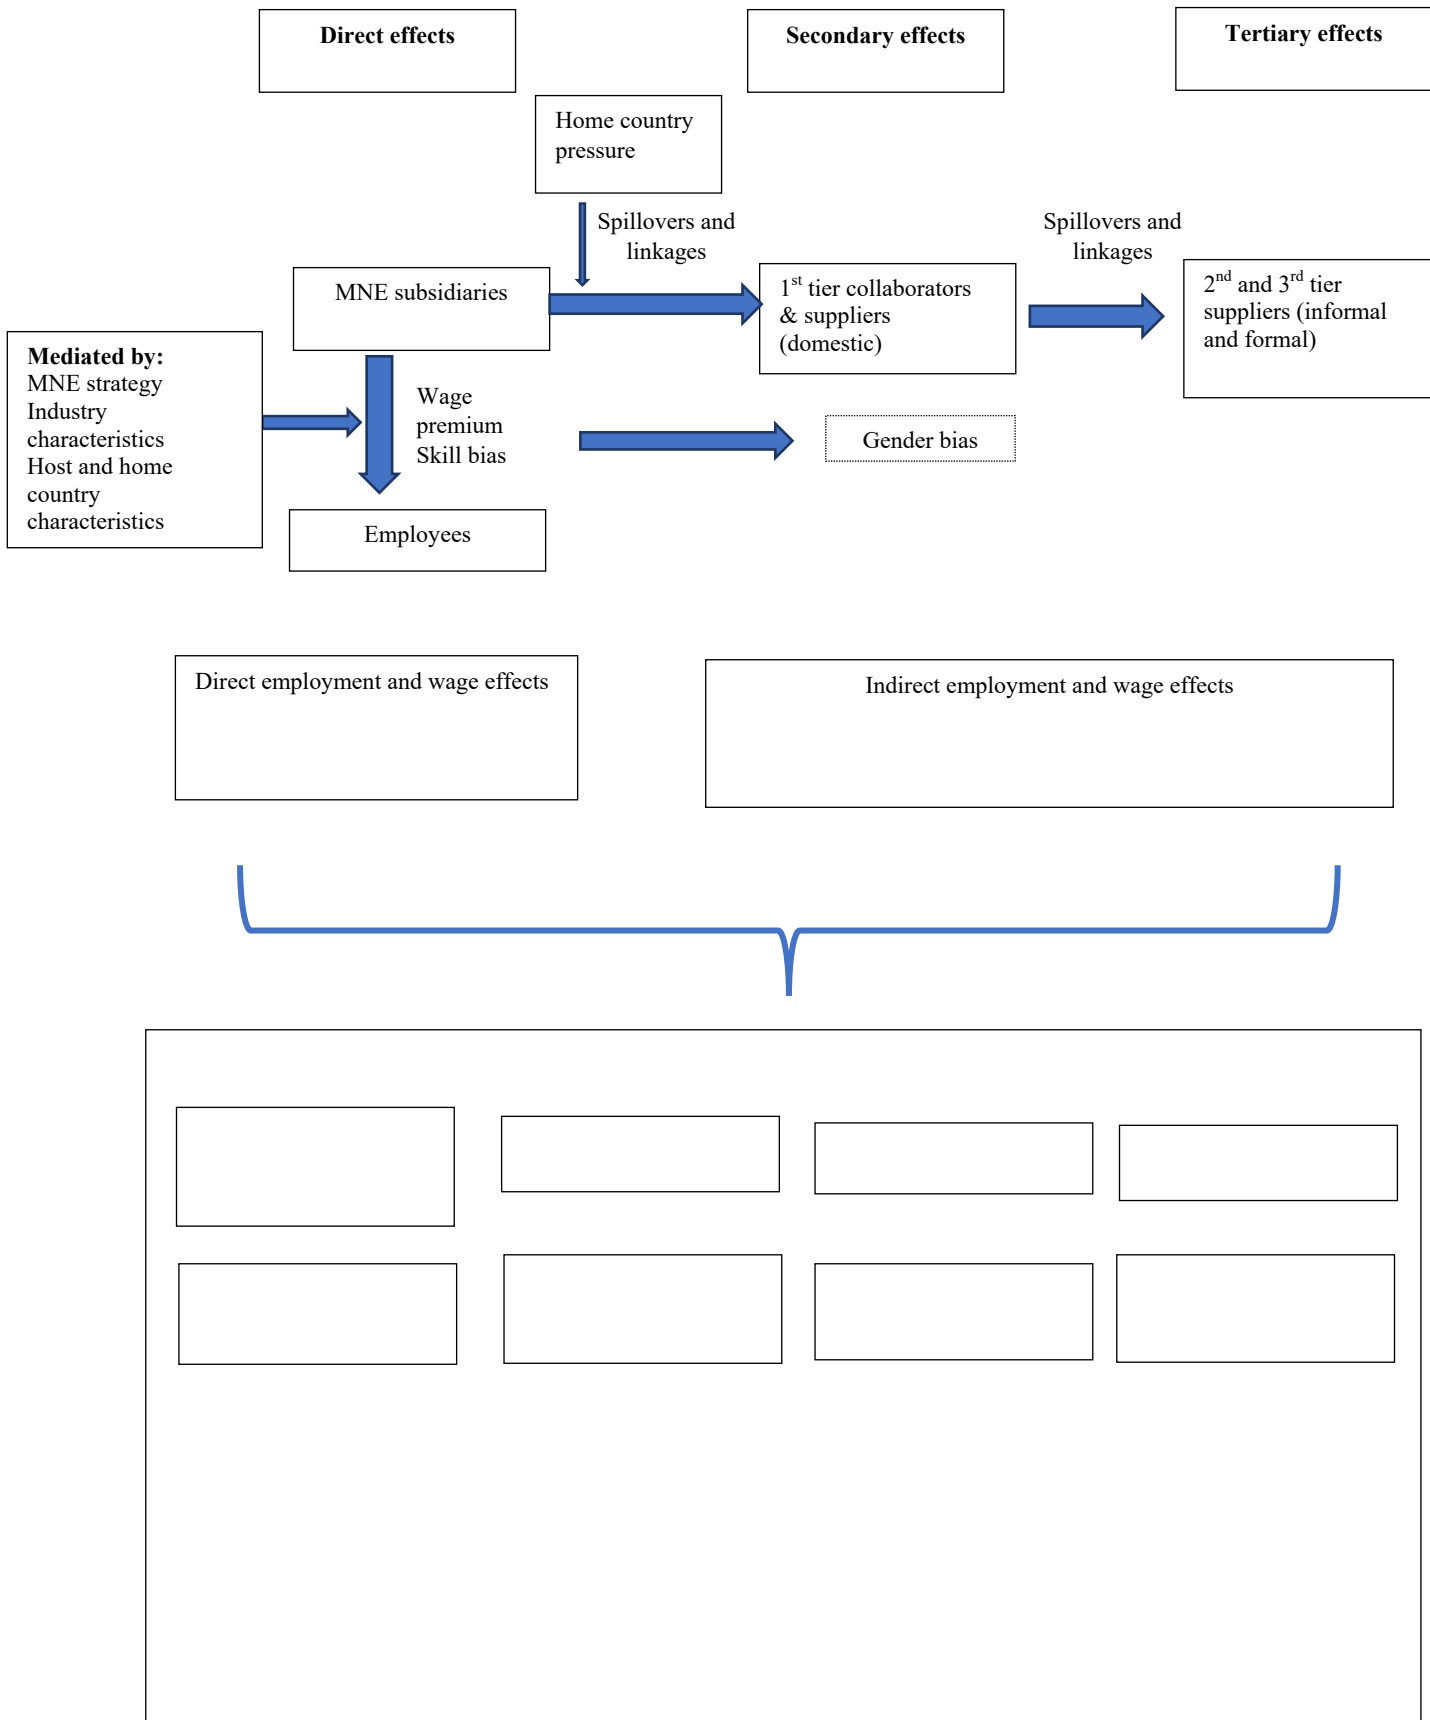 Direct effects
Secondary effects
Tertiary effects
Home country
pressure
Spillovers and
linkages
Spillovers and
linkages
MNE subsidiaries
1st tier collaborators
& suppliers
(domestic)
2nd and 3rd tier
suppliers (informal
and formal)
Mediated by:
MNE strategy
Industry
characteristics
Host and home
country
characteristics
Wage
premium
Skill bias
Gender bias
Employees
Direct employment and wage effects
Indirect employment and wage effects